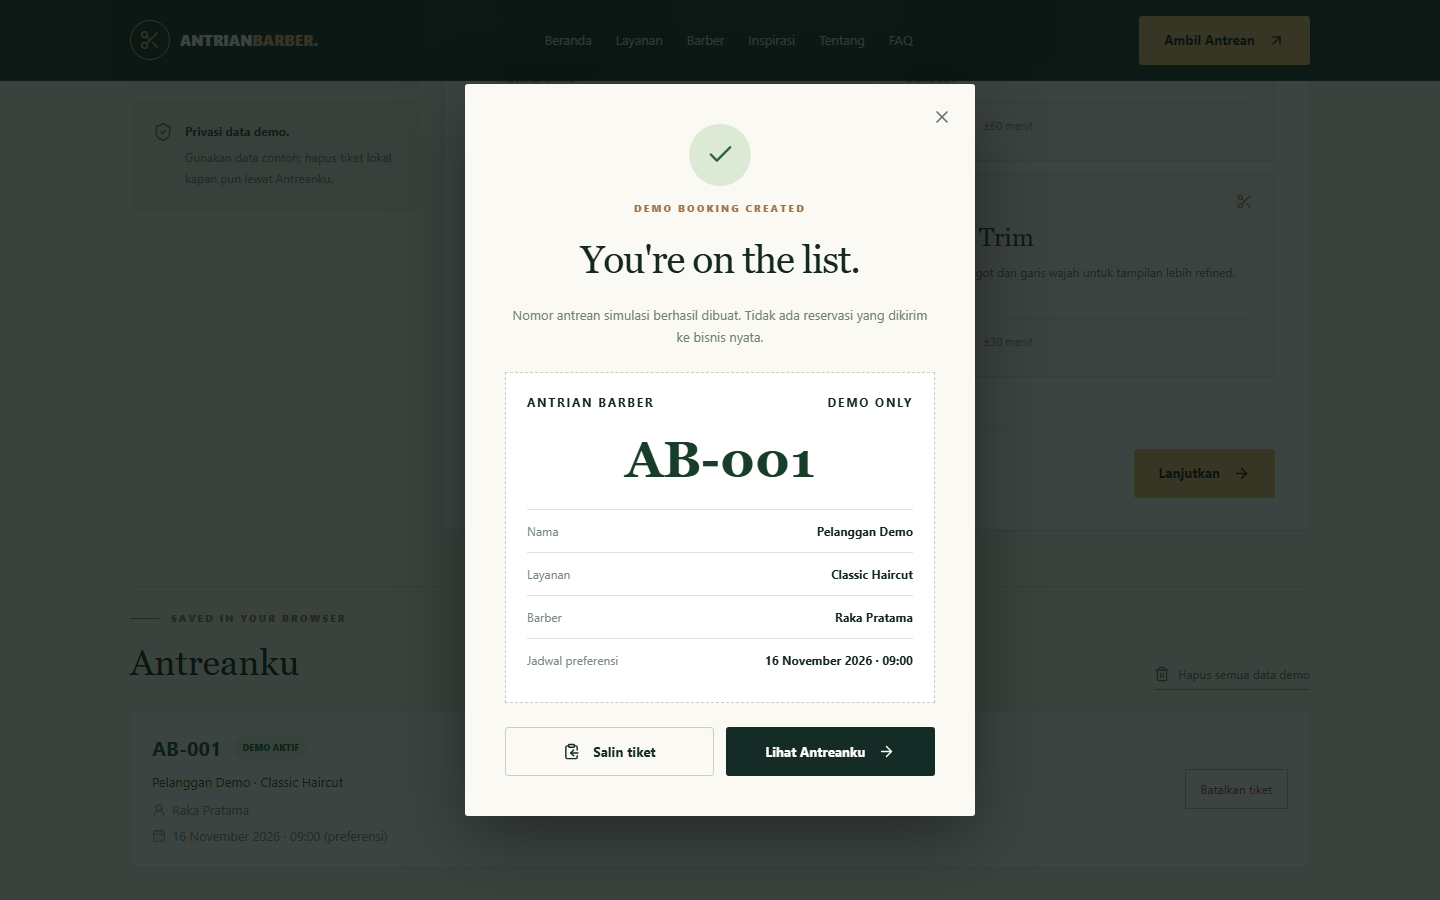 ANTRIANBARBER.
Beranda Layanan Barber Inspirasi Tentang FAQ
Ambil Antrean
Privasi data demo.
Gunakan data contoh; hapus tiket lokal
kapan pun lewat Antreanku.
±60 menit
Trim
got dan garis wajah untuk tampilan lebih refined.
±30 menit
Lanjutkan
DEMO BOOKING CREATED
You're on the list.
Nomor antrean simulasi berhasil dibuat. Tidak ada reservasi yang dikirim
ke bisnis nyata.
ANTRIAN BARBER DEMO ONLY
AB-001
Nama Pelanggan Demo
Layanan Classic Haircut
Barber Raka Pratama
Jadwal preferensi 16 November 2026 · 09:00
Salin tiket
Lihat Antreanku
SAVED IN YOUR BROWSER
Antreanku
Hapus semua data demo
AB-001 DEMO AKTIF
Pelanggan Demo · Classic Haircut
Raka Pratama
16 November 2026 · 09:00 (preferensi)
Batalkan tiket